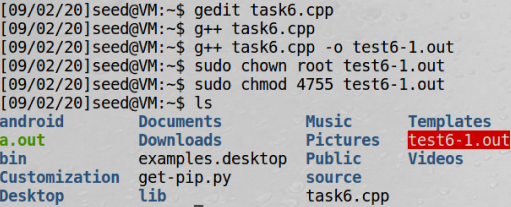 [09/02/20]seed@VM:~$ gedit task6.cpp
[09/02/20]seed@VM:~$ g++ task6.cpp
[09/02/20]seed@VM:~$ g++ task6.cpp -o test6-1.out
[09/02/20]seed@VM:~$ sudo chown root test6-1.out
[09/02/20]seed@VM:~$ sudo chmod 4755 test6-1.out
[09/02/20]seed@VM:~$ ls
android Documents Music Templates
a.out Downloads Pictures test6-1.out
bin examples.desktop Public Videos
Customization get-pip.py source
Desktop lib task6.cpp